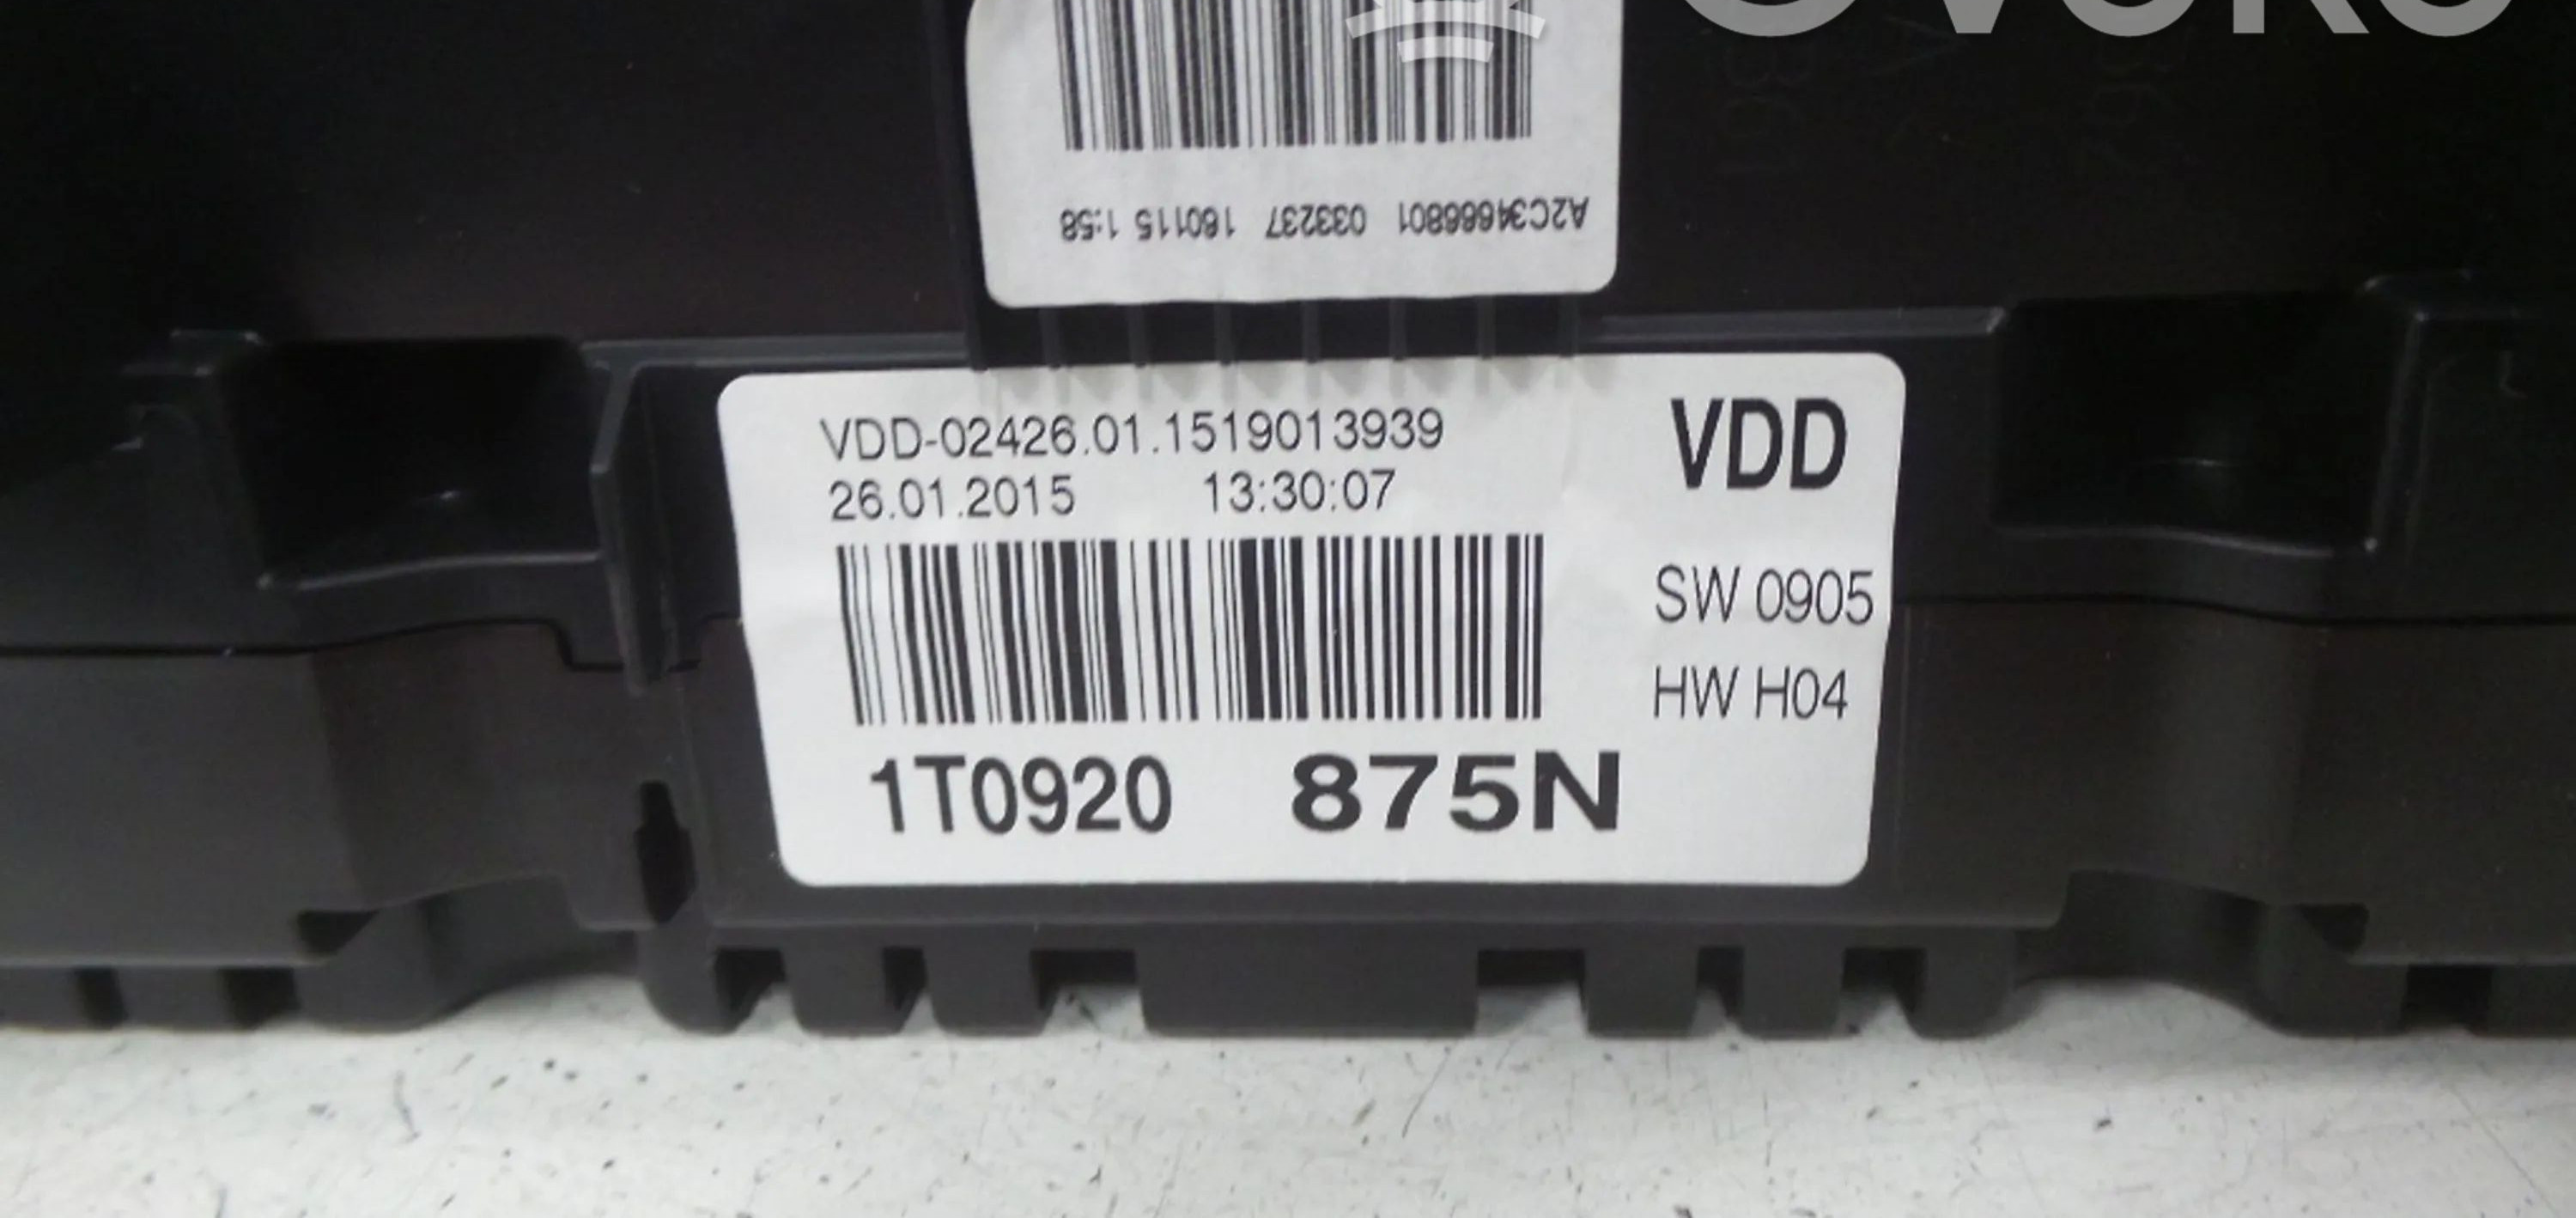 A2C34666801 033237 160115 1:58
VDD-02426.01.1519013939
26.01.2015 13:30:07
VDD
SW 0905
HW H04
1T0920 875N